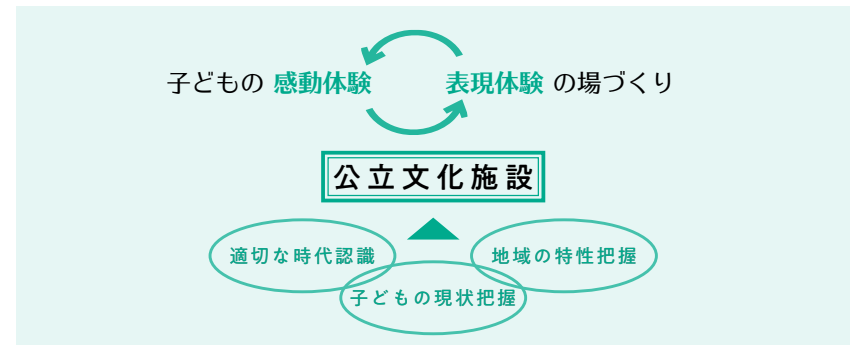 子どもの 感動体験 表現体験 の場づくり
公立文化施設
適切な時代認識
地域の特性把握
子どもの現状把握